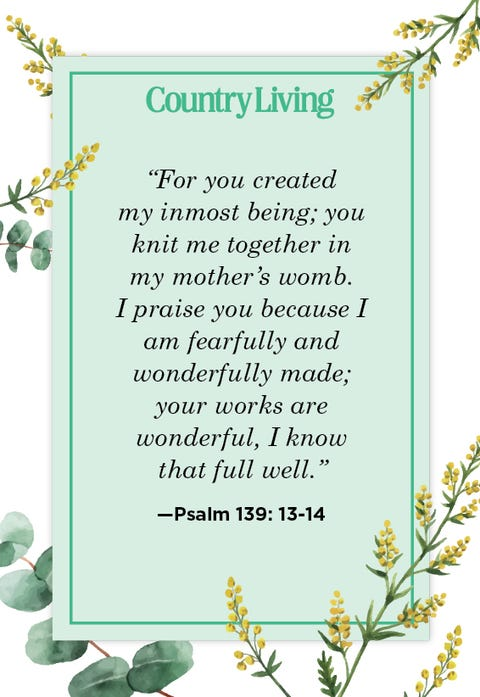 Country Living
“For you created
my inmost being; you
knit me together in
my mother’s womb.
I praise you because I
am fearfully and
wonderfully made;
your works are
wonderful, I know
that full well.”
—Psalm 139: 13-14